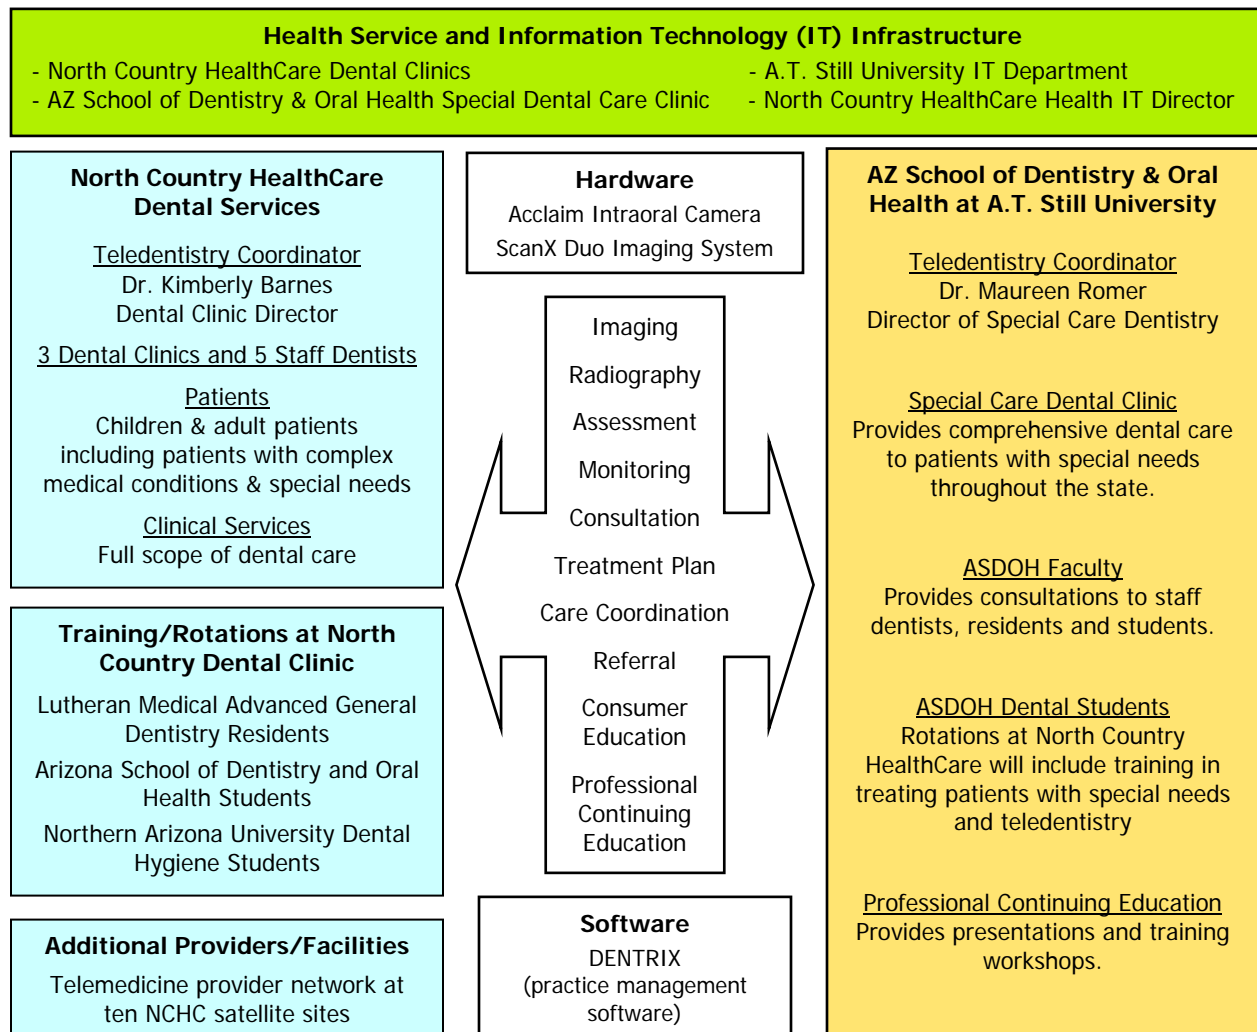 Health Service and Information Technology (IT) Infrastructure
- North Country HealthCare Dental Clinics
- AZ School of Dentistry & Oral Health Special Dental Care Clinic
- A.T. Still University IT Department
- North Country HealthCare Health IT Director
North Country HealthCare
Dental Services
Teledentistry Coordinator
Dr. Kimberly Barnes
Dental Clinic Director
3 Dental Clinics and 5 Staff Dentists
Patients
Children & adult patients
including patients with complex
medical conditions & special needs
Clinical Services
Full scope of dental care
Training/Rotations at North
Country Dental Clinic
Lutheran Medical Advanced General
Dentistry Residents
Arizona School of Dentistry and Oral
Health Students
Northern Arizona University Dental
Hygiene Students
Additional Providers/Facilities
Telemedicine provider network at
ten NCHC satellite sites
Hardware
Acclaim Intraoral Camera
ScanX Duo Imaging System
Imaging
Radiography
Assessment
Monitoring
Consultation
Treatment Plan
Care Coordination
Referral
Consumer
Education
Professional
Continuing
Education
Software
DENTRIX
(practice management
software)
AZ School of Dentistry & Oral
Health at A.T. Still University
Teledentistry Coordinator
Dr. Maureen Romer
Director of Special Care Dentistry
Special Care Dental Clinic
Provides comprehensive dental care
to patients with special needs
throughout the state.
ASDOH Faculty
Provides consultations to staff
dentists, residents and students.
ASDOH Dental Students
Rotations at North Country
HealthCare will include training in
treating patients with special needs
and teledentistry
Professional Continuing Education
Provides presentations and training
workshops.